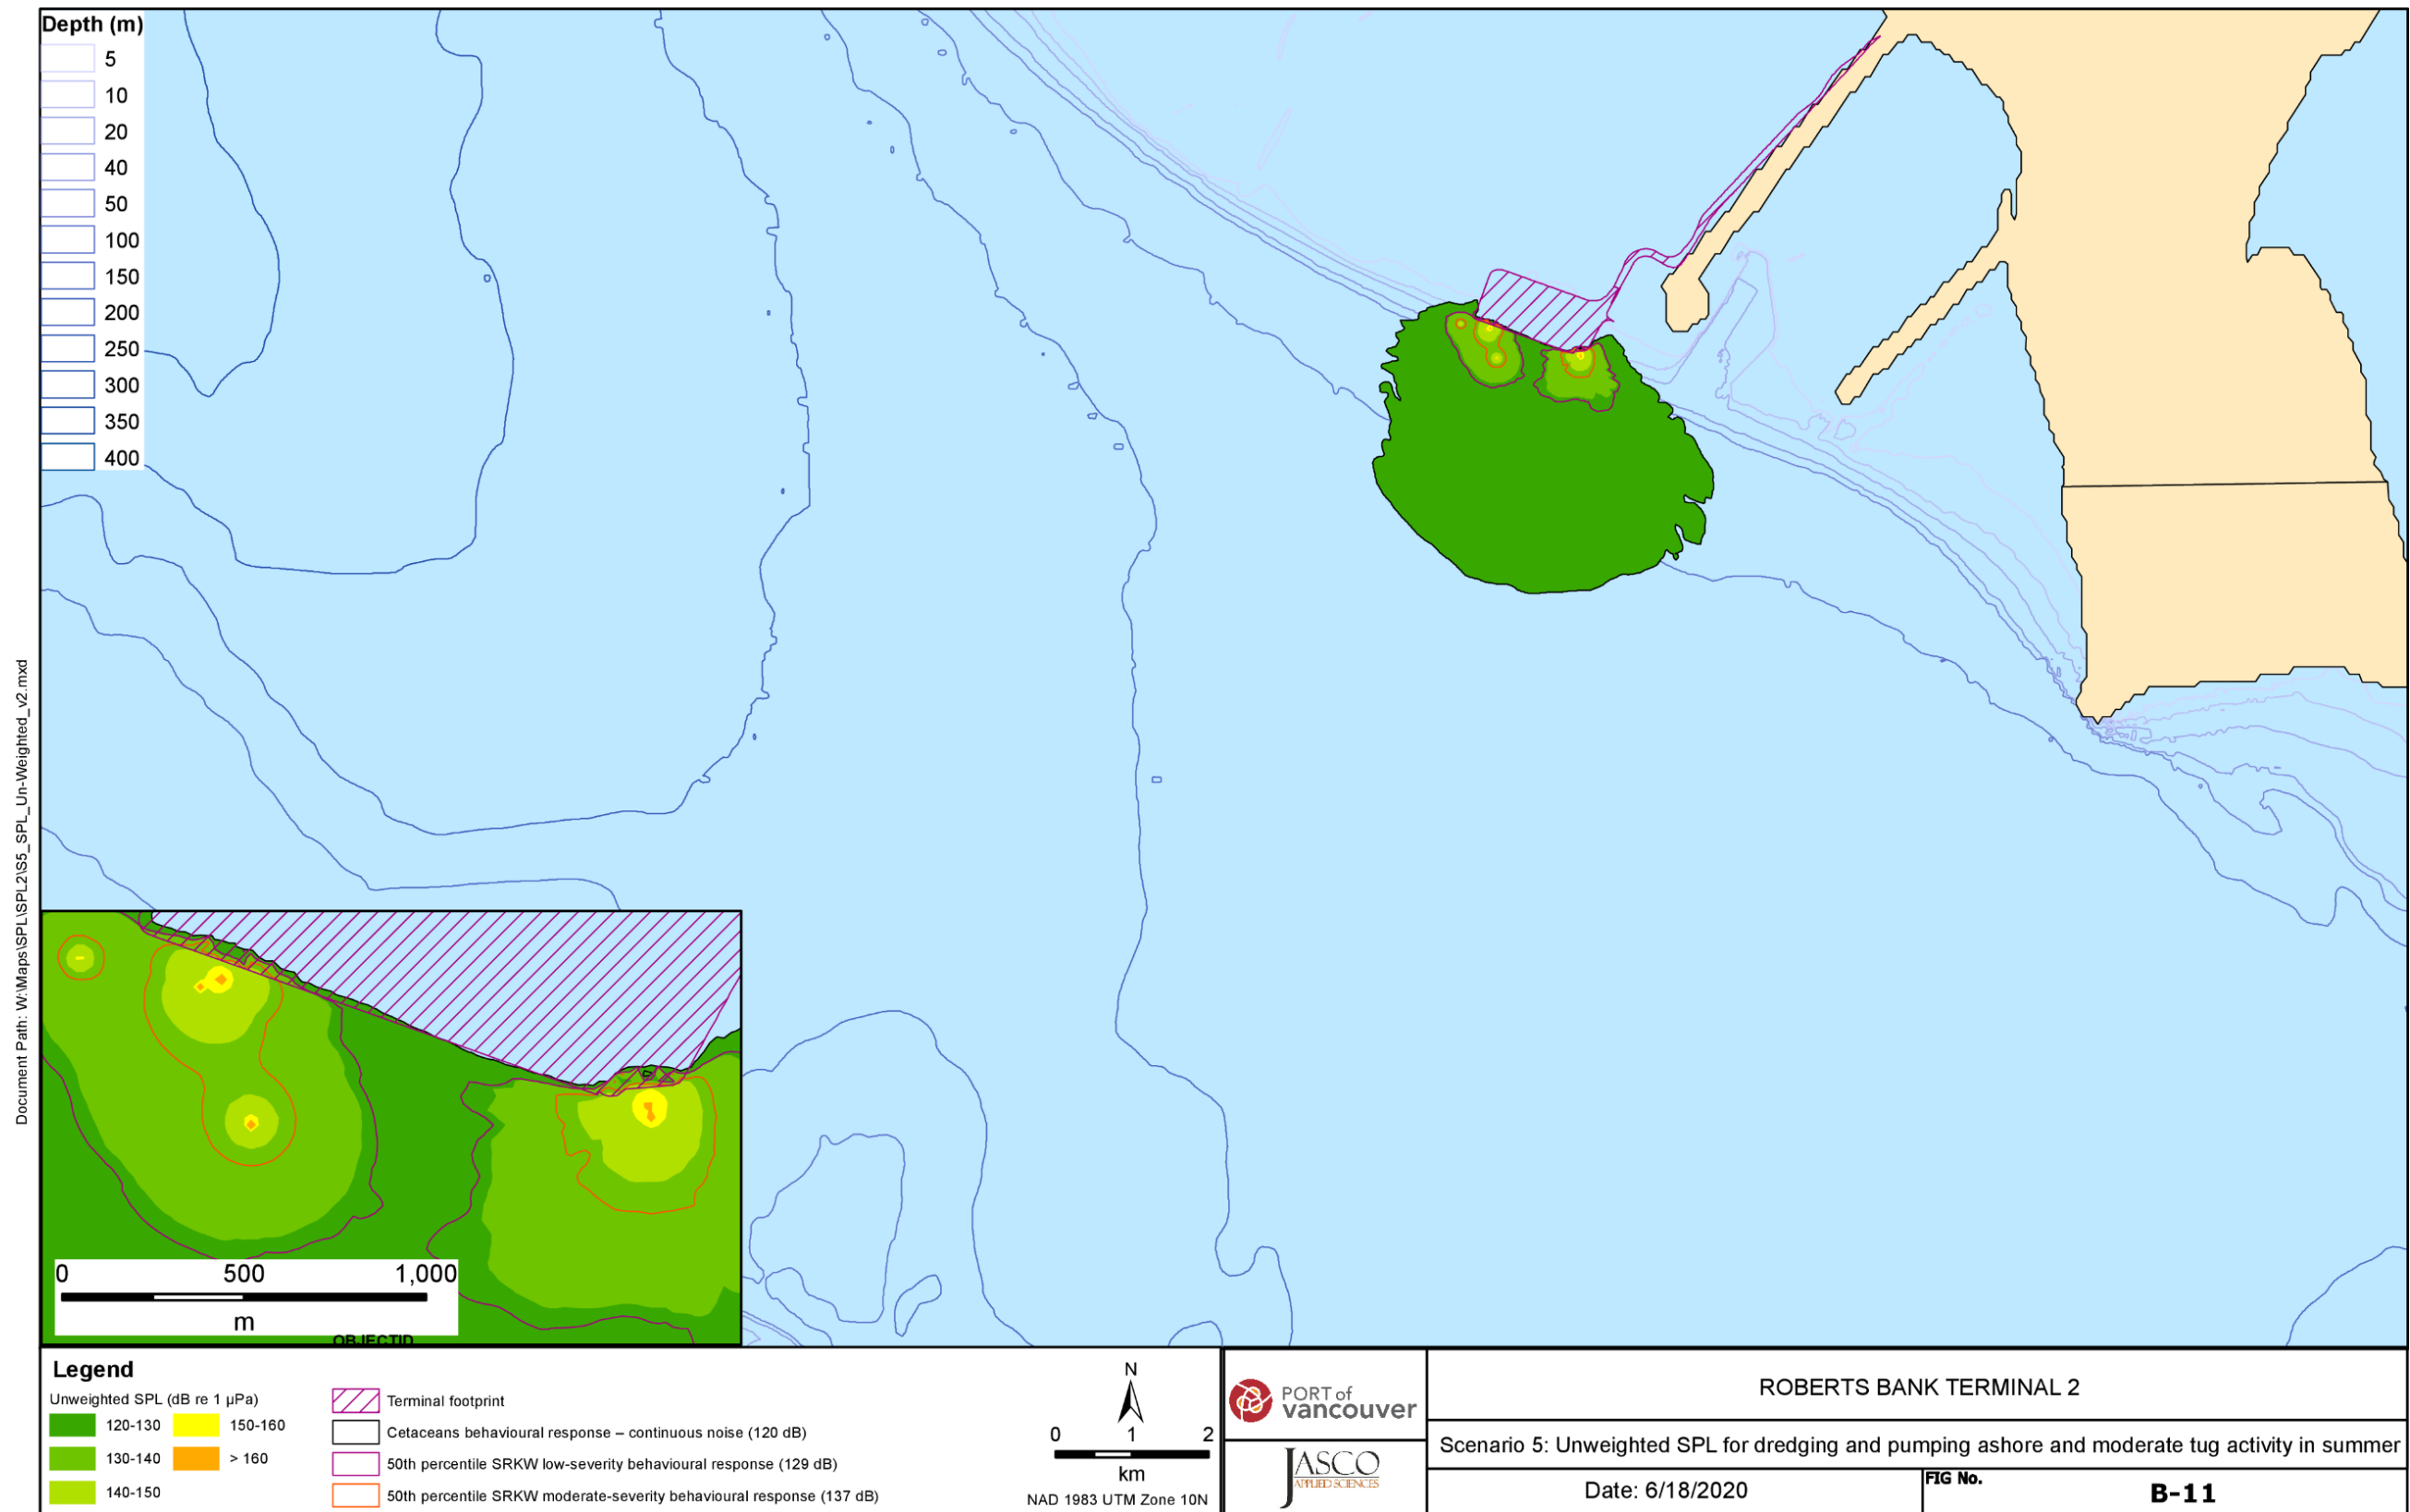 Depth (m)
5
10
20
40
50
100
150
200
250
300
350
400
Document Path: W:\Maps\SPL\SPL2\S5_SPL_Un-Weighted_v2.mxd
0 500 1,000
m
OBJECTID
Legend
Unweighted SPL (dB re 1 µPa)
120-130
130-140
140-150
150-160
> 160
Terminal footprint
Cetaceans behavioural response – continuous noise (120 dB)
50th percentile SRKW low-severity behavioural response (129 dB)
50th percentile SRKW moderate-severity behavioural response (137 dB)
N
0 1 2
km
NAD 1983 UTM Zone 10N
PORT of
vancouver
JASCO
APPLIED SCIENCES
ROBERTS BANK TERMINAL 2
Scenario 5: Unweighted SPL for dredging and pumping ashore and moderate tug activity in summer
Date: 6/18/2020
FIG No.
B-11